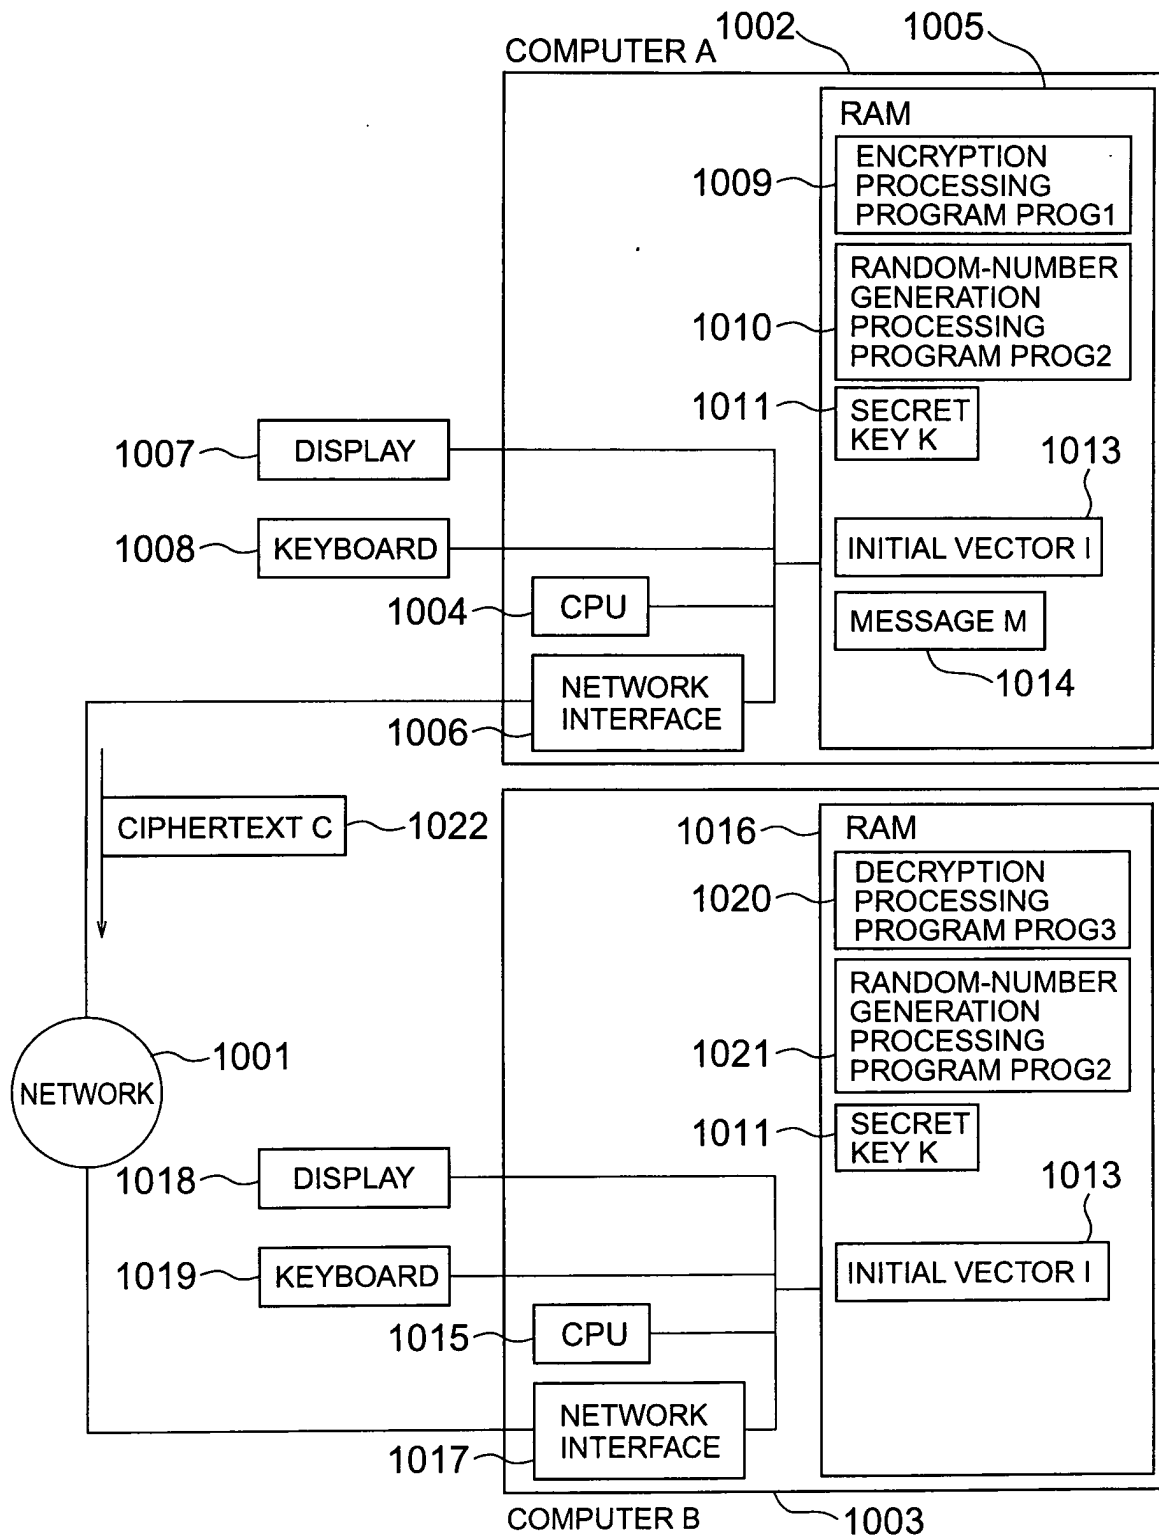 1002
1005
COMPUTER A
RAM
1009
ENCRYPTION
PROCESSING
PROGRAM PROG1
1010
RANDOM-NUMBER
GENERATION
PROCESSING
PROGRAM PROG2
1011
SECRET
KEY K
1007
DISPLAY
1013
1008
KEYBOARD
INITIAL VECTOR I
1004
CPU
MESSAGE M
1014
1006
NETWORK
INTERFACE
CIPHERTEXT C
1022
1016
RAM
1020
DECRYPTION
PROCESSING
PROGRAM PROG3
1021
RANDOM-NUMBER
GENERATION
PROCESSING
PROGRAM PROG2
1001
NETWORK
1011
SECRET
KEY K
1018
DISPLAY
1013
1019
KEYBOARD
INITIAL VECTOR I
1015
CPU
1017
NETWORK
INTERFACE
COMPUTER B
1003